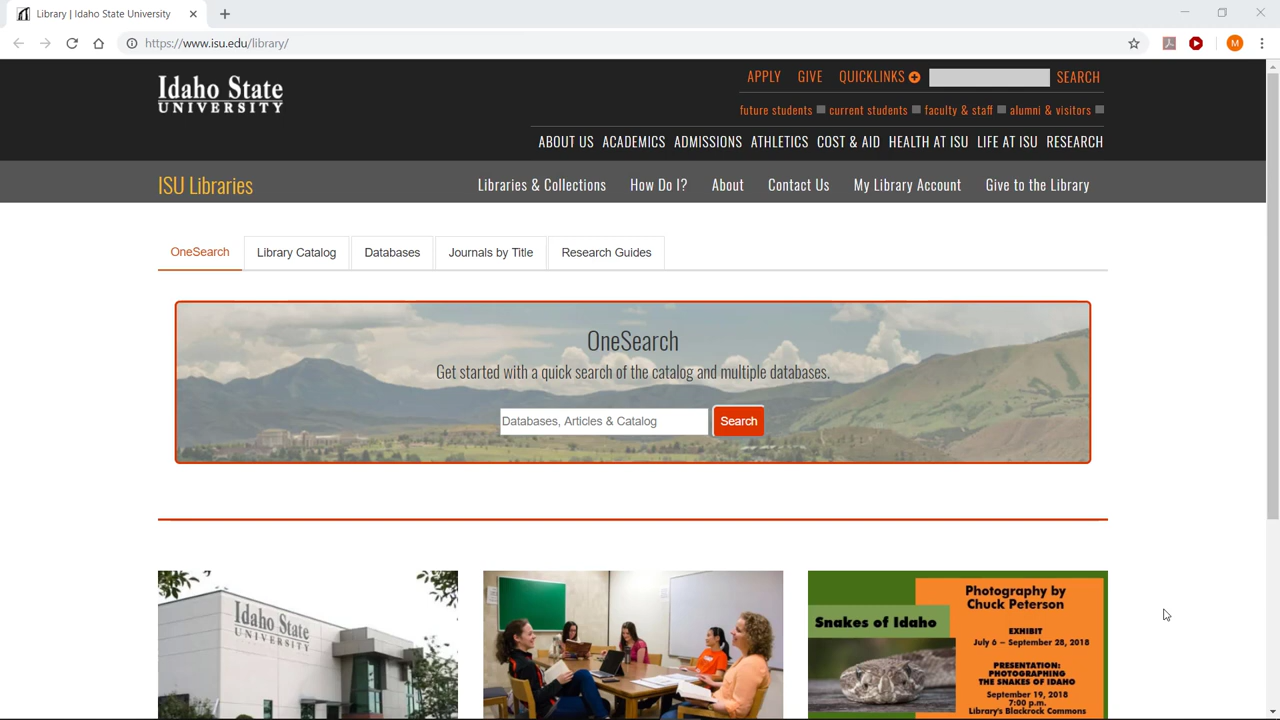 Library | Idaho State University
https://www.isu.edu/library/
M
Idaho State
UNIVERSITY
APPLY GIVE QUICKLINKS SEARCH
future students current students faculty & staff alumni & visitors
ABOUT US ACADEMICS ADMISSIONS ATHLETICS COST & AID HEALTH AT ISU LIFE AT ISU RESEARCH
ISU Libraries Libraries & Collections How Do I? About Contact Us My Library Account Give to the Library
OneSearch Library Catalog Databases Journals by Title Research Guides
OneSearch
Get started with a quick search of the catalog and multiple databases.
Databases, Articles & Catalog Search
Idaho State
UNIVERSITY
Photography by
Chuck Peterson
Snakes of Idaho
EXHIBIT
July 6 – September 28, 2018
PRESENTATION:
PHOTOGRAPHING
THE SNAKES OF IDAHO
September 19, 2018
7:00 p.m.
Library's Blackrock Commons